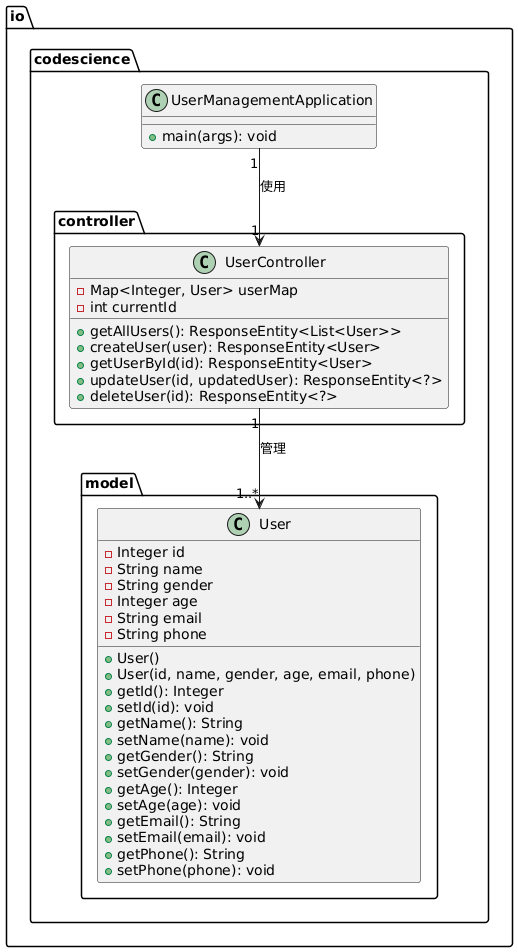 io
codescience
C UserManagementApplication
main(args): void
1
使用
1
controller
C UserController
Map<Integer, User> userMap
int currentId
getAllUsers(): ResponseEntity<List<User>>
createUser(user): ResponseEntity<User>
getUserById(id): ResponseEntity<User>
updateUser(id, updatedUser): ResponseEntity<?>
deleteUser(id): ResponseEntity<?>
1
管理
1..*
model
C User
Integer id
String name
String gender
Integer age
String email
String phone
User()
User(id, name, gender, age, email, phone)
getId(): Integer
setId(id): void
getName(): String
setName(name): void
getGender(): String
setGender(gender): void
getAge(): Integer
setAge(age): void
getEmail(): String
setEmail(email): void
getPhone(): String
setPhone(phone): void